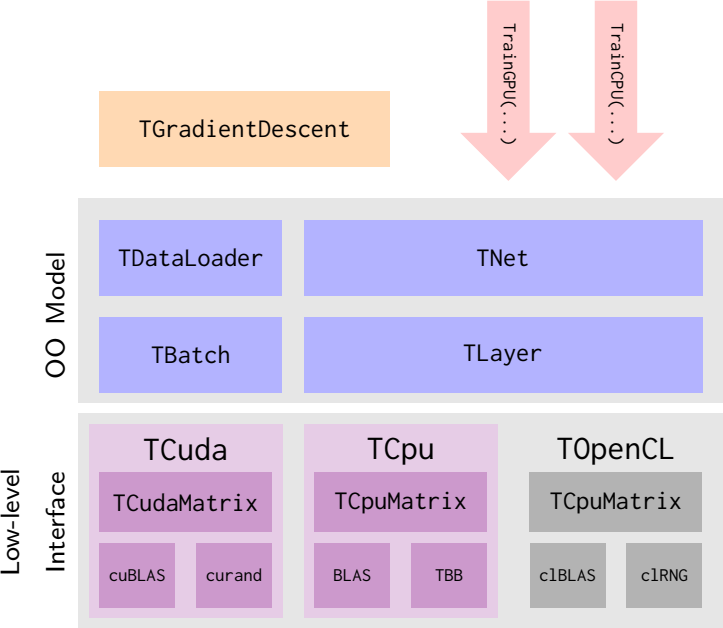 TrainGPU(...)
TrainCPU(...)
TGradientDescent
OO Model
TDataLoader
TNet
TBatch
TLayer
Low-level
Interface
TCuda
TCpu
TOpenCL
TCudaMatrix
TCpuMatrix
TCpuMatrix
cuBLAS
curand
BLAS
TBB
clBLAS
clRNG